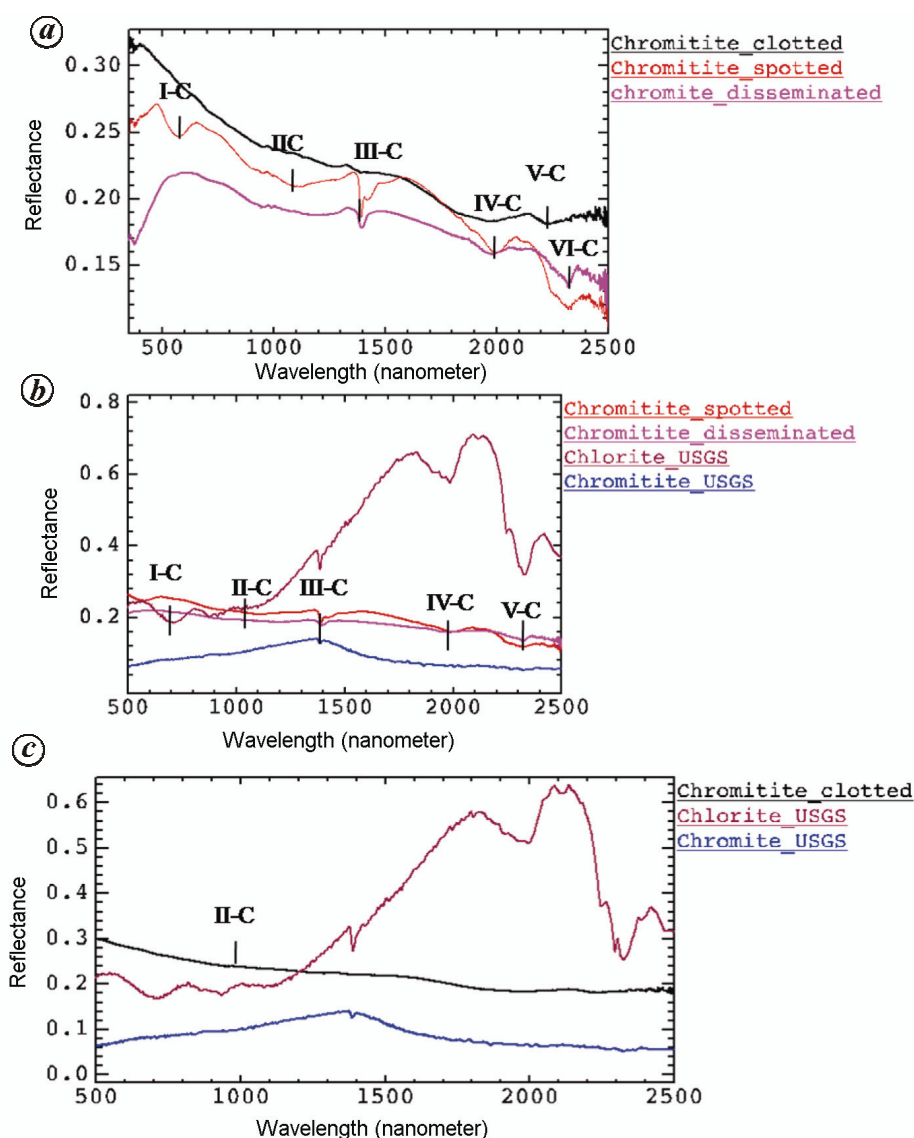 a
Chromitite_clotted
Chromitite_spotted
chromite_disseminated
0.30
0.25
0.20
0.15
Reflectance
I–C
IIC
III–C
IV–C
V–C
VI–C
500
1000
1500
2000
2500
Wavelength (nanometer)
b
Chromitite_spotted
Chromitite_disseminated
Chlorite_USGS
Chromitite_USGS
0.8
0.6
0.4
0.2
Reflectance
I–C
II–C
III–C
IV–C
V–C
500
1000
1500
2000
2500
Wavelength (nanometer)
c
Chromitite_clotted
Chlorite_USGS
Chromite_USGS
0.6
0.5
0.4
0.3
0.2
0.1
0.0
Reflectance
II–C
500
1000
1500
2000
2500
Wavelength (nanometer)